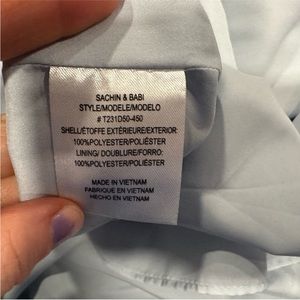 SACHIN & BABI
STYLE/MODELE/MODELO
# T231D50-450
SHELL/ÉTOFFE EXTÉRIEURE/EXTERIOR:
100%POLYESTER/POLIÉSTER
LINING/ DOUBLURE/FORRO:
100%POLYESTER/POLIÉSTER
MADE IN VIETNAM
FABRIQUE EN VIETNAM
HECHO EN VIETNAM